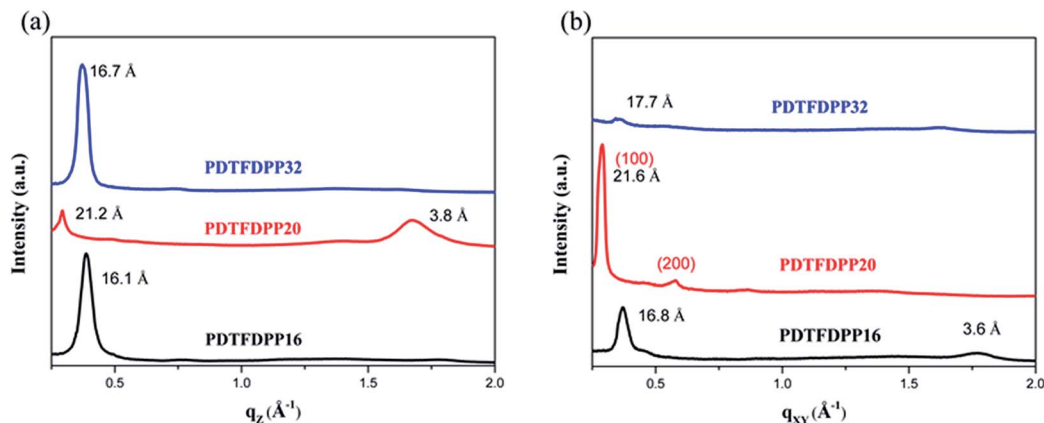 (a)
Intensity (a.u.)
16.7 Å
PDTFDPP32
21.2 Å
PDTFDPP20
3.8 Å
16.1 Å
PDTFDPP16
0.5
1.0
1.5
2.0
qZ (Å-1)
(b)
Intensity (a.u.)
17.7 Å
PDTFDPP32
(100)
21.6 Å
(200)
PDTFDPP20
16.8 Å
PDTFDPP16
3.6 Å
0.5
1.0
1.5
2.0
qXY (Å-1)